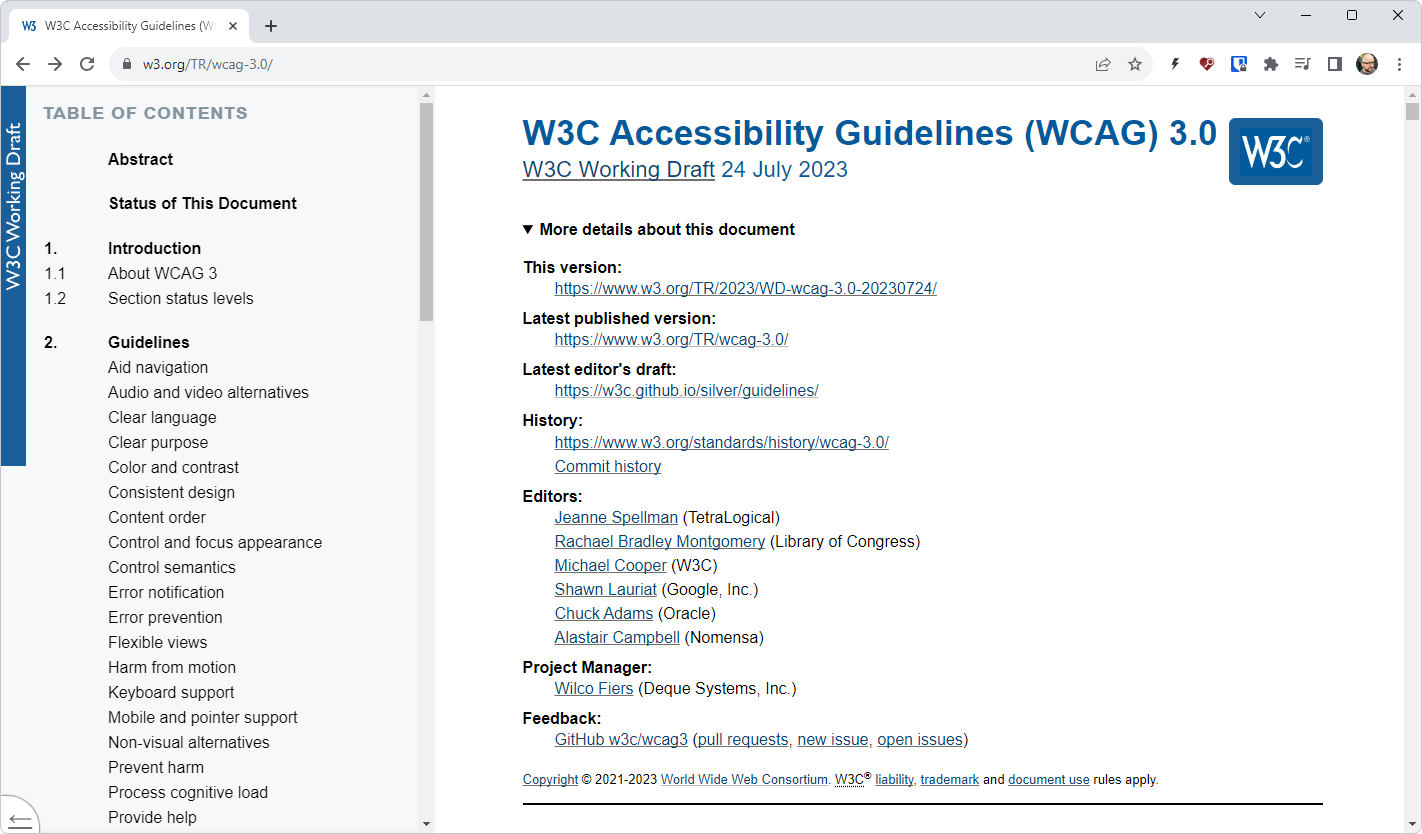 W3C Accessibility Guidelines (W
w3.org/TR/wcag-3.0/
W3C Working Draft
TABLE OF CONTENTS
Abstract
Status of This Document
1. Introduction
1.1 About WCAG 3
1.2 Section status levels
2. Guidelines
Aid navigation
Audio and video alternatives
Clear language
Clear purpose
Color and contrast
Consistent design
Content order
Control and focus appearance
Control semantics
Error notification
Error prevention
Flexible views
Harm from motion
Keyboard support
Mobile and pointer support
Non-visual alternatives
Prevent harm
Process cognitive load
Provide help
W3C Accessibility Guidelines (WCAG) 3.0
W3C®
W3C Working Draft 24 July 2023
▼ More details about this document
This version:
https://www.w3.org/TR/2023/WD-wcag-3.0-20230724/
Latest published version:
https://www.w3.org/TR/wcag-3.0/
Latest editor's draft:
https://w3c.github.io/silver/guidelines/
History:
https://www.w3.org/standards/history/wcag-3.0/
Commit history
Editors:
Jeanne Spellman (TetraLogical)
Rachael Bradley Montgomery (Library of Congress)
Michael Cooper (W3C)
Shawn Lauriat (Google, Inc.)
Chuck Adams (Oracle)
Alastair Campbell (Nomensa)
Project Manager:
Wilco Fiers (Deque Systems, Inc.)
Feedback:
GitHub w3c/wcag3 (pull requests, new issue, open issues)
Copyright © 2021-2023 World Wide Web Consortium. W3C® liability, trademark and document use rules apply.